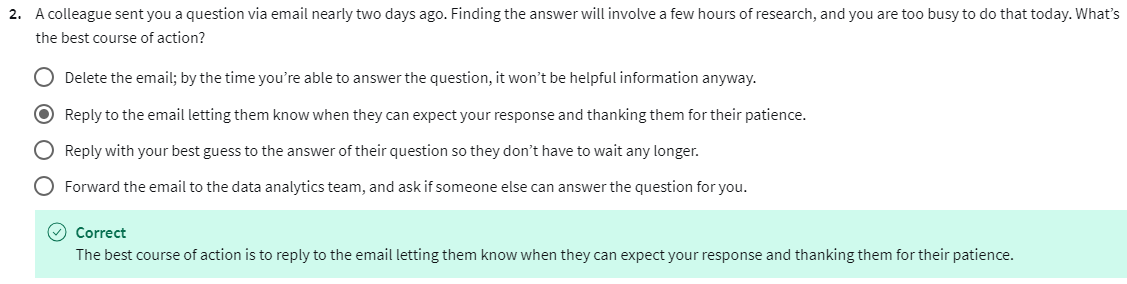 2. A colleague sent you a question via email nearly two days ago. Finding the answer will involve a few hours of research, and you are too busy to do that today. What’s
the best course of action?
Delete the email; by the time you’re able to answer the question, it won’t be helpful information anyway.
Reply to the email letting them know when they can expect your response and thanking them for their patience.
Reply with your best guess to the answer of their question so they don’t have to wait any longer.
Forward the email to the data analytics team, and ask if someone else can answer the question for you.
Correct
The best course of action is to reply to the email letting them know when they can expect your response and thanking them for their patience.